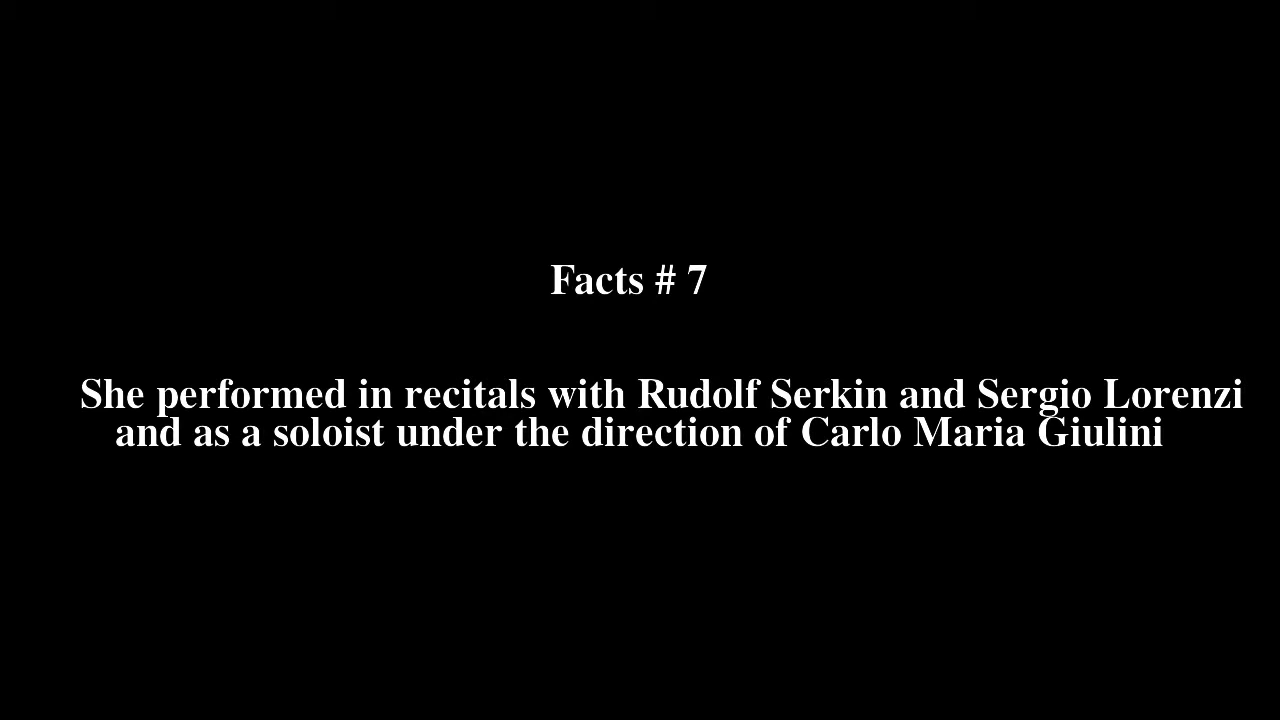 Facts # 7
She performed in recitals with Rudolf Serkin and Sergio Lorenzi
and as a soloist under the direction of Carlo Maria Giulini